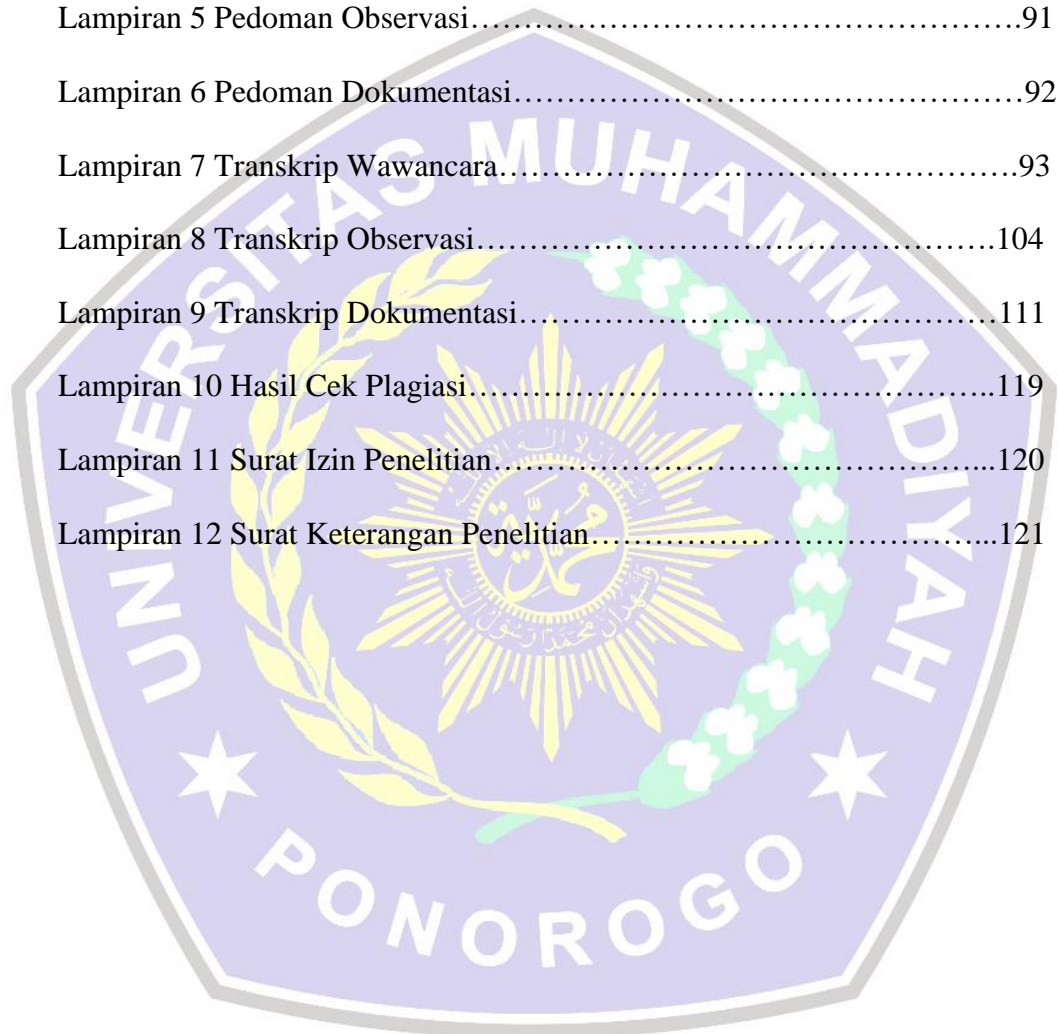 Lampiran 5 Pedoman Observasi…………………………………………….91
Lampiran 6 Pedoman Dokumentasi…………………………………………92
Lampiran 7 Transkrip Wawancara………………………………………….93
Lampiran 8 Transkrip Observasi………………………………………….104
Lampiran 9 Transkrip Dokumentasi………………………………………111
Lampiran 10 Hasil Cek Plagiasi…………………………………………..119
Lampiran 11 Surat Izin Penelitian………………………………………...120
Lampiran 12 Surat Keterangan Penelitian………………………………...121
UNIVERSITAS MUHAMMADIYAH
PONOROGO